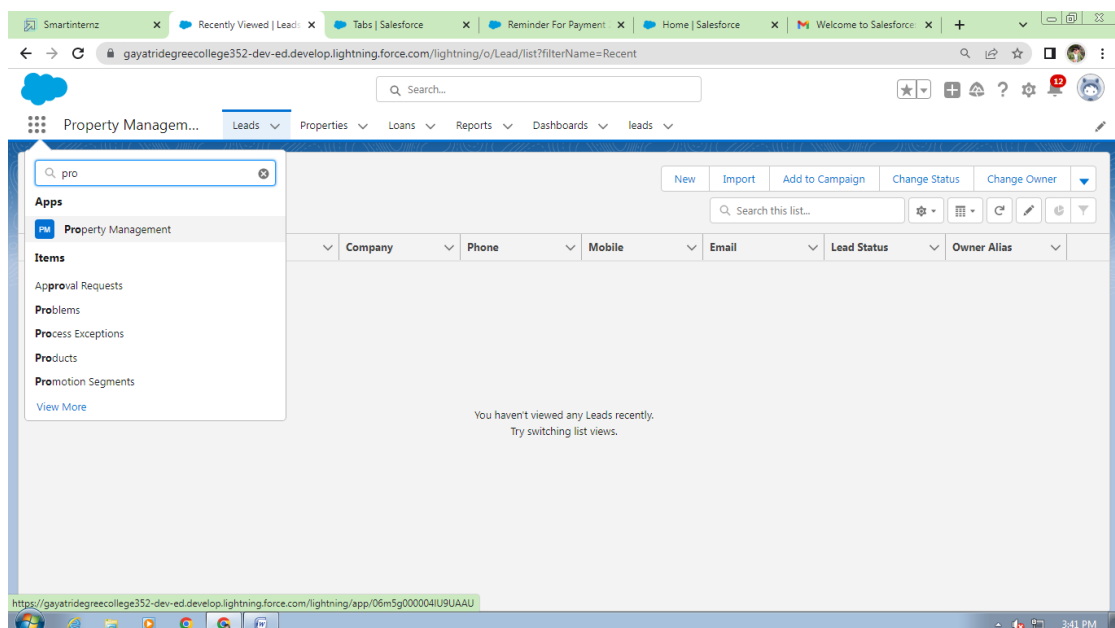 Smartinternz
Recently Viewed | Leads
Tabs | Salesforce
Reminder For Payment
Home | Salesforce
Welcome to Salesforce:
gayatridegreecollege352-dev-ed.develop.lightning.force.com/lightning/o/Lead/list?filterName=Recent
Search...
12
Property Managem...
Leads
Properties
Loans
Reports
Dashboards
leads
pro
New
Import
Add to Campaign
Change Status
Change Owner
Apps
Search this list...
PM Property Management
Company
Phone
Mobile
Email
Lead Status
Owner Alias
Items
Approval Requests
Problems
Process Exceptions
Products
Promotion Segments
View More
You haven't viewed any Leads recently.
Try switching list views.
https://gayatridegreecollege352-dev-ed.develop.lightning.force.com/lightning/app/06m5g000004IU9UAAU
3:41 PM